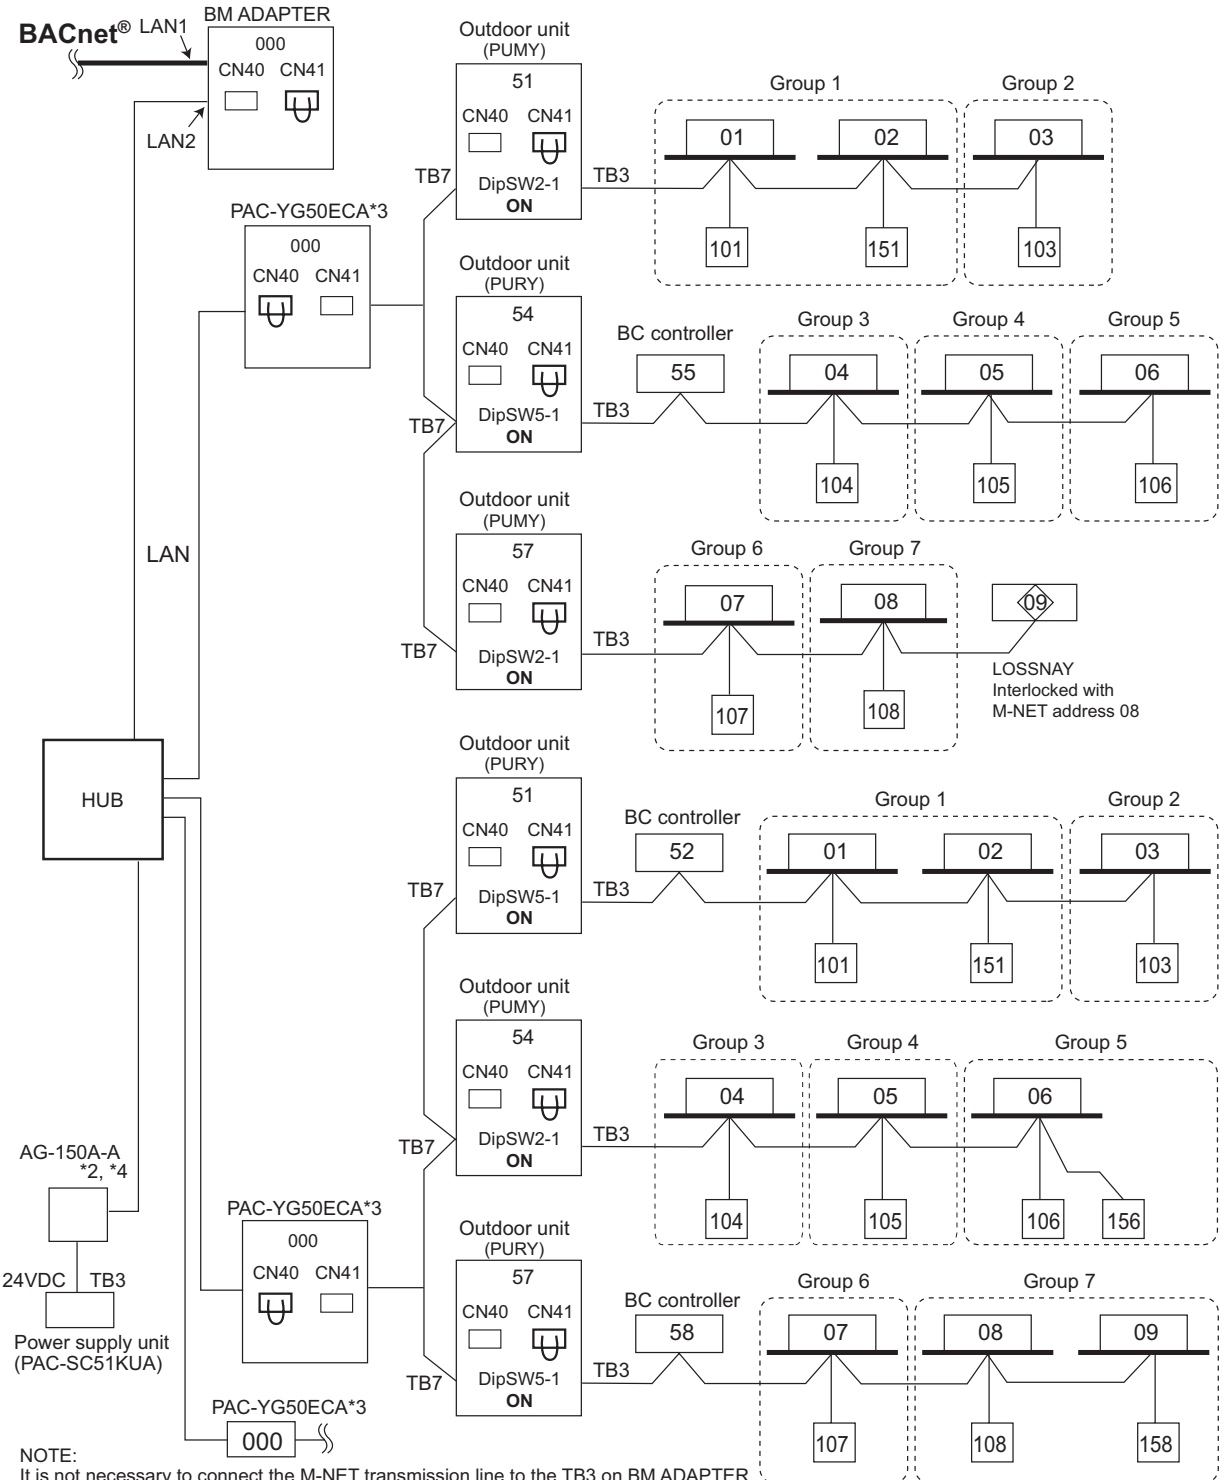 BACnet® LAN1
BM ADAPTER
000
CN40 CN41
LAN2
PAC-YG50ECA*3
000
CN40 CN41
LAN
HUB
Outdoor unit
(PUMY)
51
CN40 CN41
DipSW2-1
ON
TB7
TB3
Group 1
Group 2
01
02
03
101
151
103
Outdoor unit
(PURY)
54
CN40 CN41
DipSW5-1
ON
TB7
TB3
BC controller
55
Group 3
Group 4
Group 5
04
05
06
104
105
106
Outdoor unit
(PUMY)
57
CN40 CN41
DipSW2-1
ON
TB7
TB3
Group 6
Group 7
07
08
09
107
108
LOSSNAY
Interlocked with
M-NET address 08
Outdoor unit
(PURY)
51
CN40 CN41
DipSW5-1
ON
TB7
TB3
BC controller
52
Group 1
Group 2
01
02
03
101
151
103
Outdoor unit
(PUMY)
54
CN40 CN41
DipSW2-1
ON
TB7
TB3
Group 3
Group 4
Group 5
04
05
06
104
105
106
156
AG-150A-A
*2, *4
24VDC TB3
Power supply unit
(PAC-SC51KUA)
PAC-YG50ECA*3
000
CN40 CN41
Outdoor unit
(PURY)
57
CN40 CN41
DipSW5-1
ON
TB7
TB3
BC controller
58
Group 6
Group 7
07
08
09
107
108
158
PAC-YG50ECA*3
000
NOTE:
It is not necessary to connect the M-NET transmission line to the TB3 on BM ADAPTER